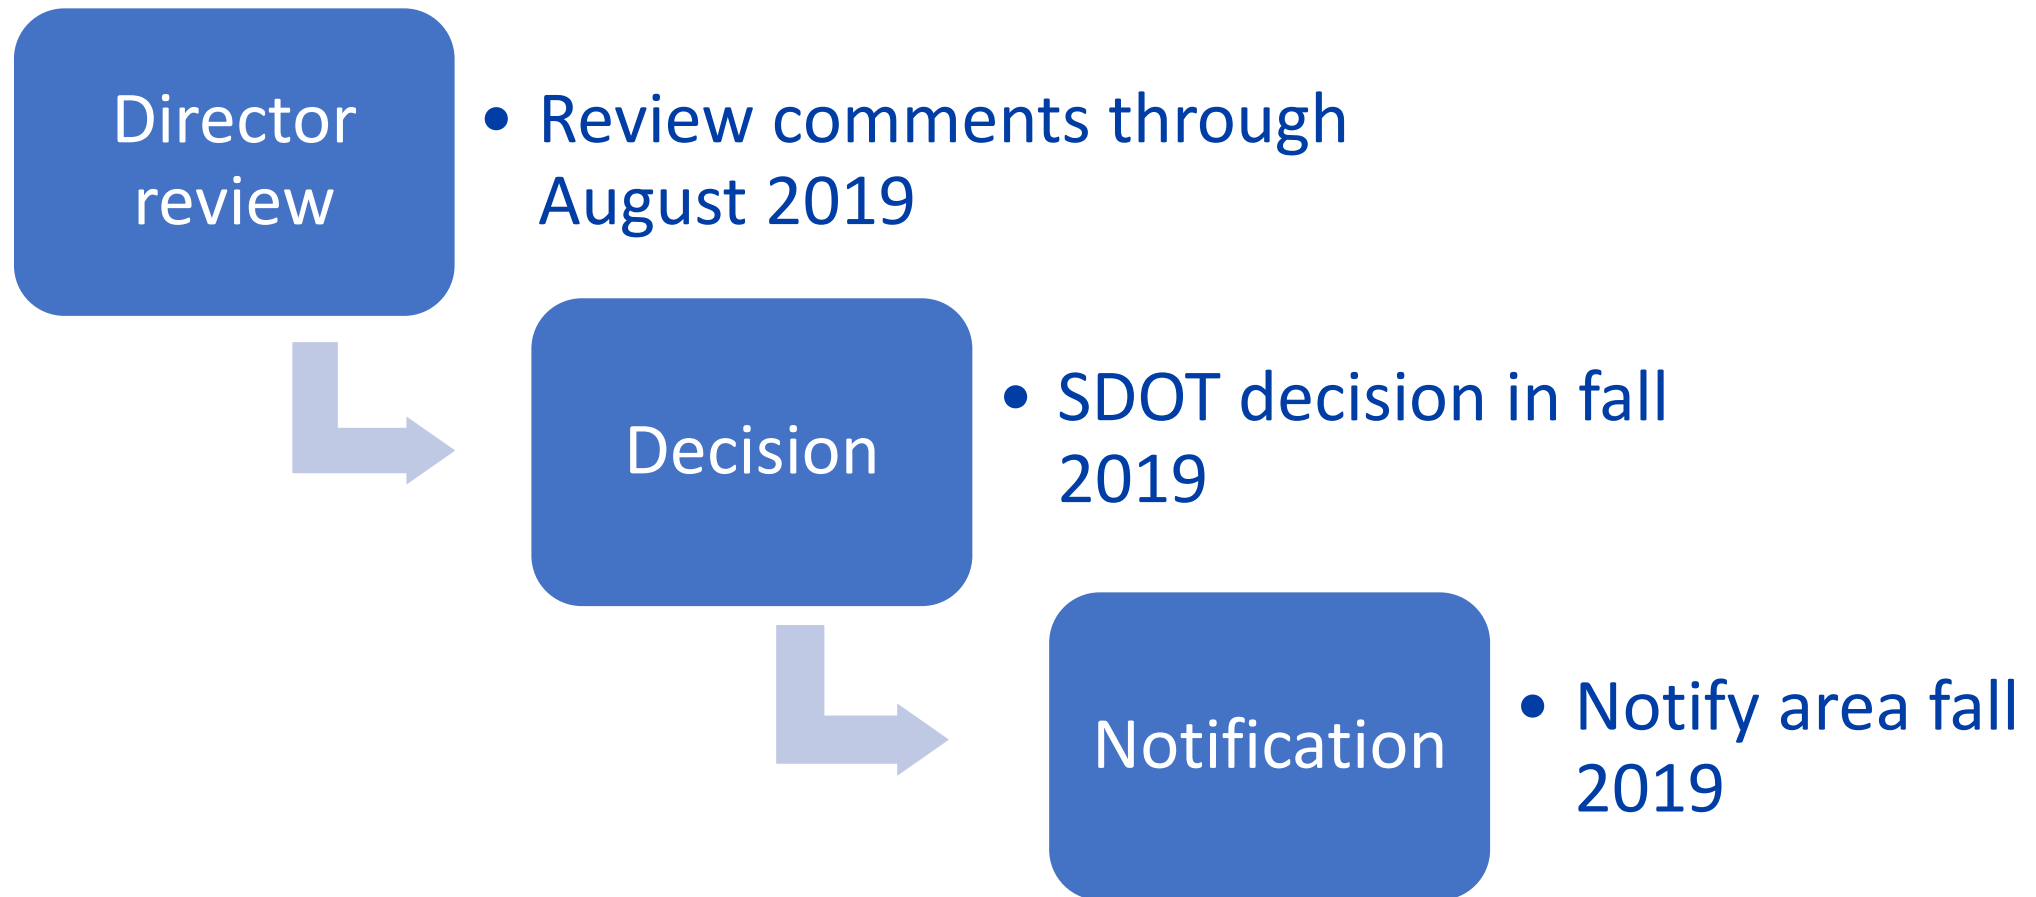 Director
review
• Review comments through
August 2019
Decision
• SDOT decision in fall
2019
Notification
• Notify area fall
2019